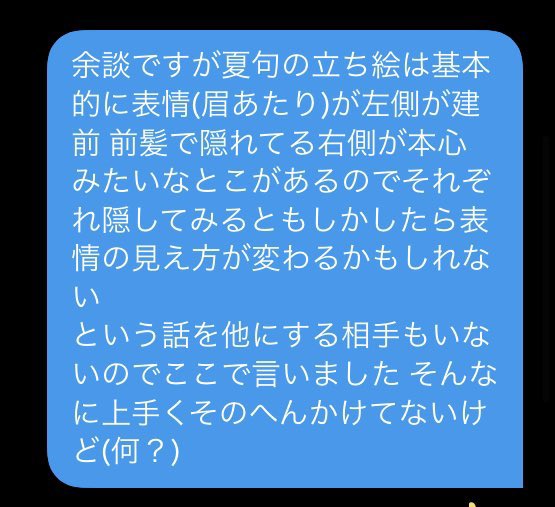 余談ですが夏句の立ち絵は基本
的に表情(眉あたり)が左側が建
前 前髪で隠れてる右側が本心
みたいなとこがあるのでそれぞ
れ隠してみるともしかしたら表
情の見え方が変わるかもしれな
い
という話を他にする相手もいな
いのでここで言いました そんな
に上手くそのへんかけてないけ
ど(何？)